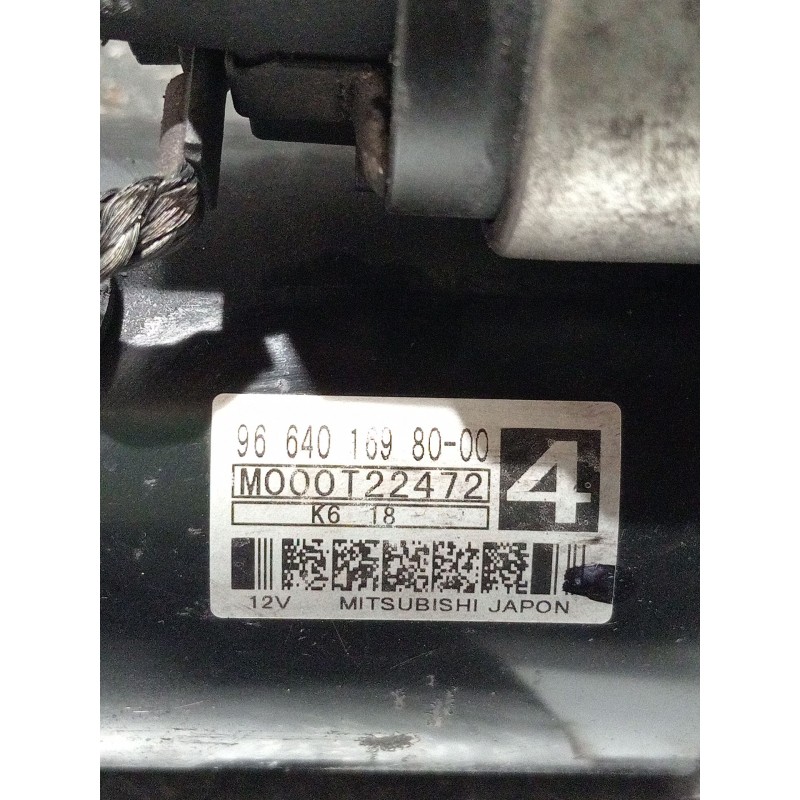 96 640 169 80-00
4
M000T22472
K6 18
12V MITSUBISHI JAPON